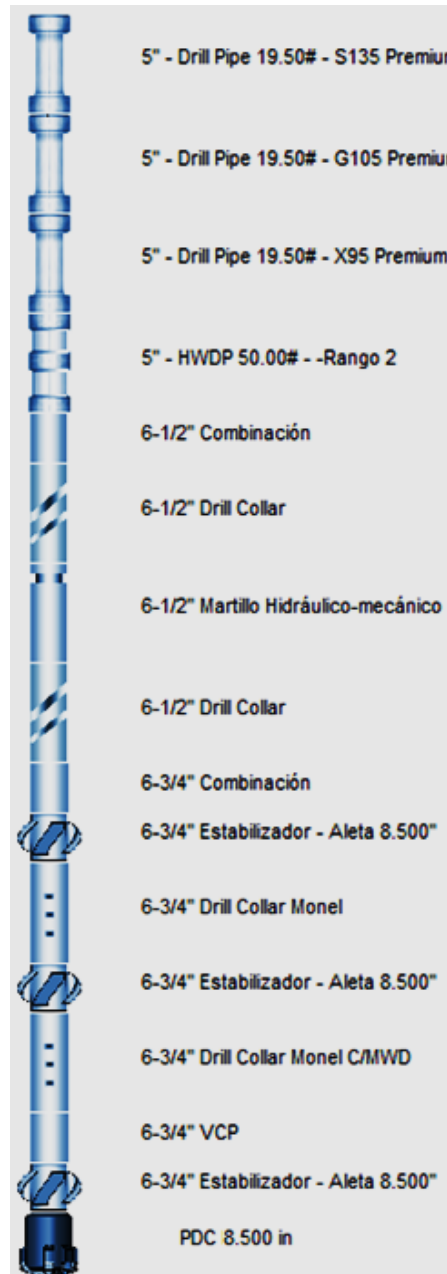 5" - Drill Pipe 19.50# - S135 Premium
5" - Drill Pipe 19.50# - G105 Premium
5" - Drill Pipe 19.50# - X95 Premium
5" - HWDP 50.00# - -Rango 2
6-1/2" Combinación
6-1/2" Drill Collar
6-1/2" Martillo Hidráulico-mecánico
6-1/2" Drill Collar
6-3/4" Combinación
6-3/4" Estabilizador - Aleta 8.500"
6-3/4" Drill Collar Monel
6-3/4" Estabilizador - Aleta 8.500"
6-3/4" Drill Collar Monel C/MWD
6-3/4" VCP
6-3/4" Estabilizador - Aleta 8.500"
PDC 8.500 in